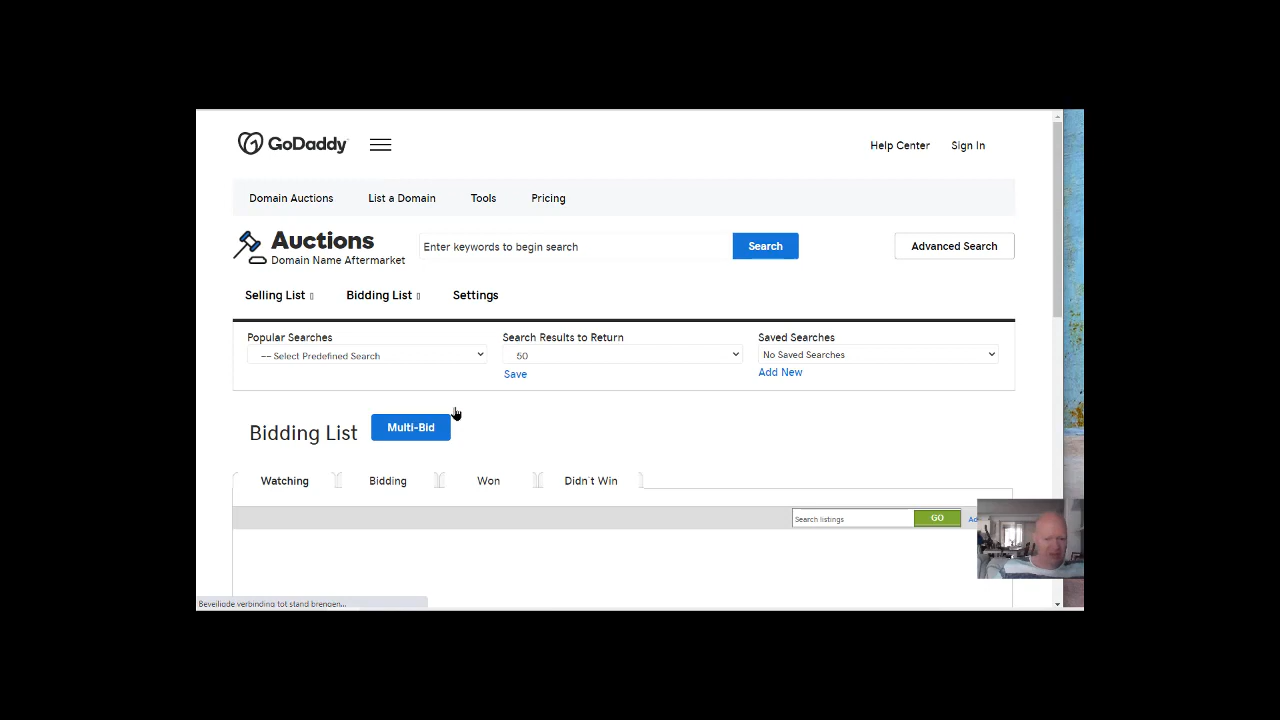 GoDaddy
Help Center Sign In
Domain Auctions List a Domain Tools Pricing
Auctions
Domain Name Aftermarket
Enter keywords to begin search Search Advanced Search
Selling List Bidding List Settings
Popular Searches Search Results to Return Saved Searches
-- Select Predefined Search 50 No Saved Searches
Save Add New
Bidding List Multi-Bid
Watching Bidding Won Didn't Win
Search listings GO
Beveiligde verbinding tot stand brengen...